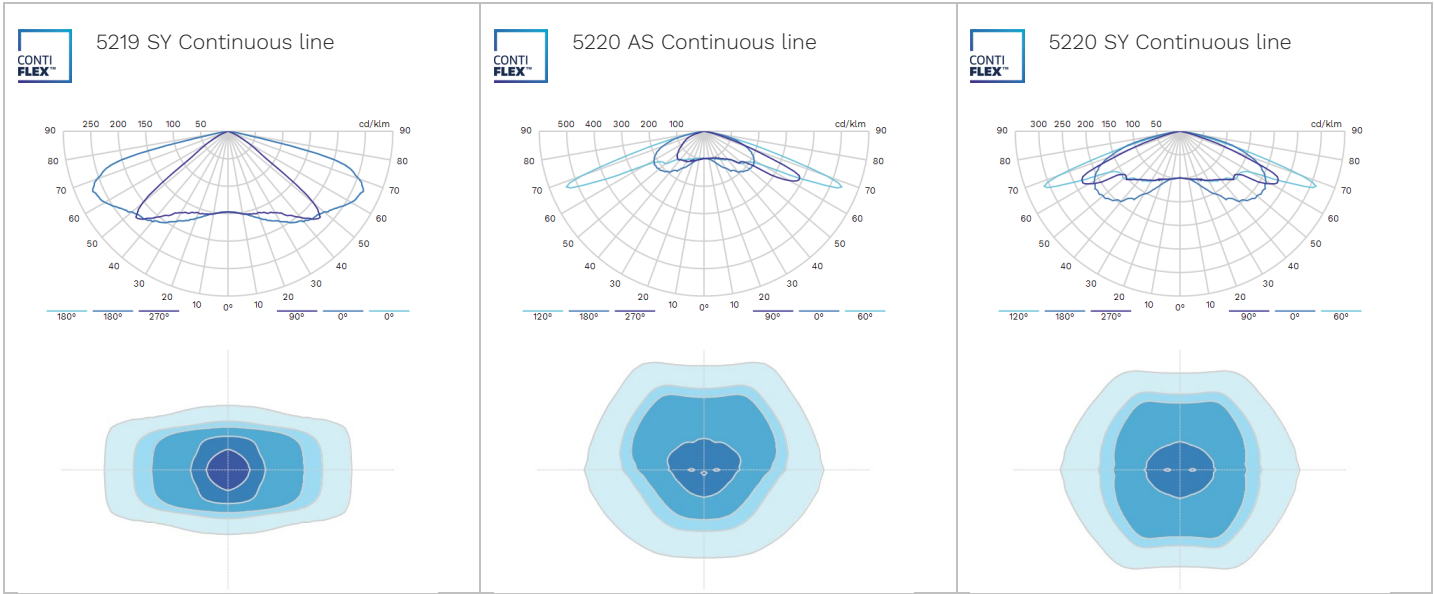 CONTI
FLEX™
5219 SY Continuous line
90 250 200 150 100 50 cd/klm 90
80 80
70 70
60 60
50 50
40 40
30 30
20 20
10 0° 10
180° 180° 270° 90° 0° 0°
CONTI
FLEX™
5220 AS Continuous line
90 500 400 300 200 100 cd/klm 90
80 80
70 70
60 60
50 50
40 40
30 30
20 20
10 0° 10
120° 180° 270° 90° 0° 60°
CONTI
FLEX™
5220 SY Continuous line
90 300 250 200 150 100 50 cd/klm 90
80 80
70 70
60 60
50 50
40 40
30 30
20 20
10 0° 10
120° 180° 270° 90° 0° 60°